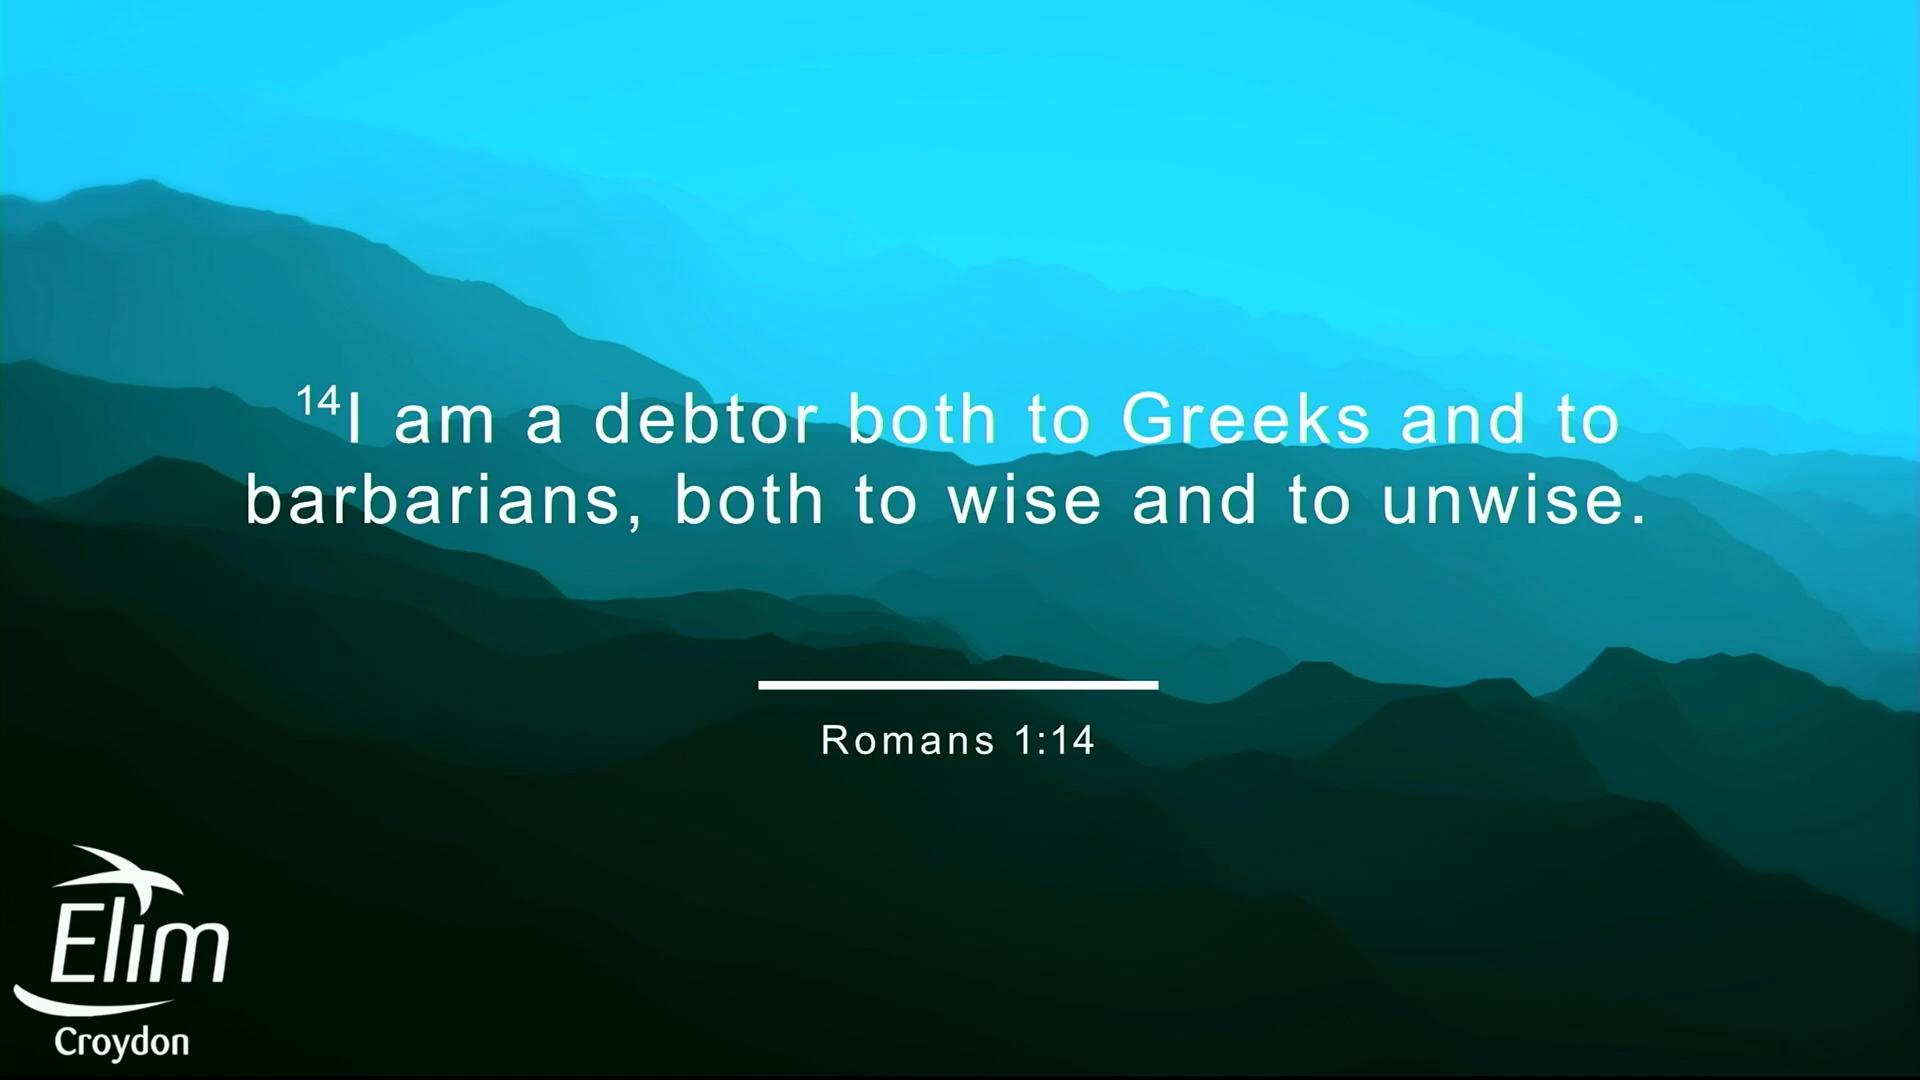 ¹⁴I am a debtor both to Greeks and to
barbarians, both to wise and to unwise.
Romans 1:14
Elim
Croydon